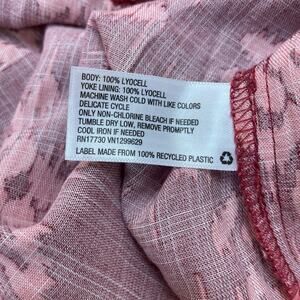 BODY: 100% LYOCELL
YOKE LINING: 100% LYOCELL
MACHINE WASH COLD WITH LIKE COLORS
DELICATE CYCLE
ONLY NON-CHLORINE BLEACH IF NEEDED
TUMBLE DRY LOW, REMOVE PROMPTLY
COOL IRON IF NEEDED
RN17730 VN1299629
LABEL MADE FROM 100% RECYCLED PLASTIC